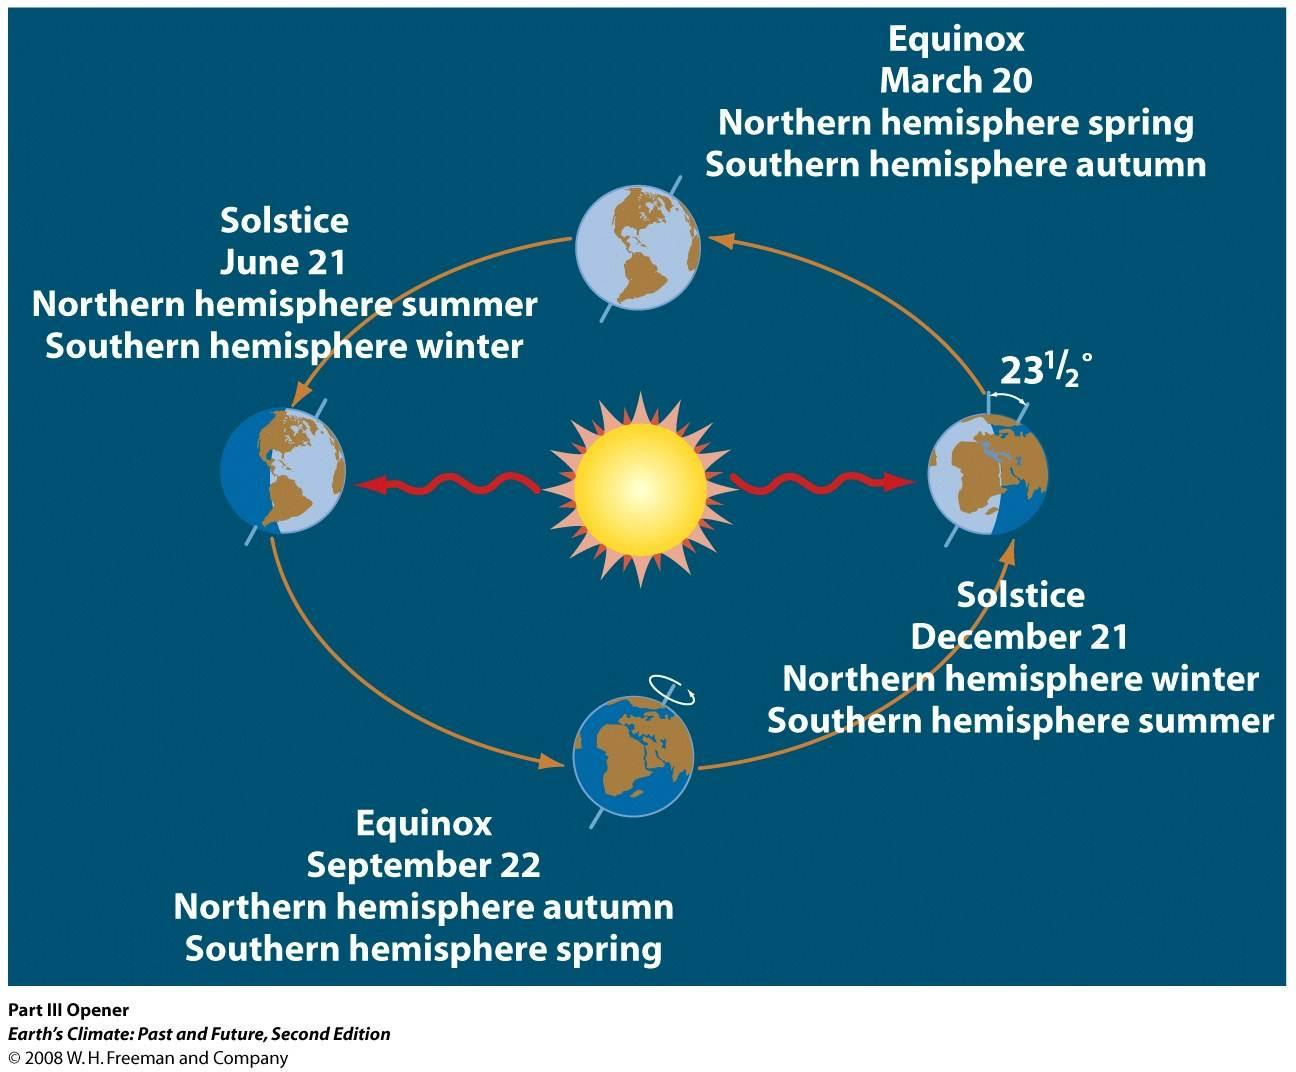 Equinox
March 20
Northern hemisphere spring
Southern hemisphere autumn
Solstice
June 21
Northern hemisphere summer
Southern hemisphere winter
23½°
Solstice
December 21
Northern hemisphere winter
Southern hemisphere summer
Equinox
September 22
Northern hemisphere autumn
Southern hemisphere spring
Part III Opener
Earth's Climate: Past and Future, Second Edition
© 2008 W. H. Freeman and Company